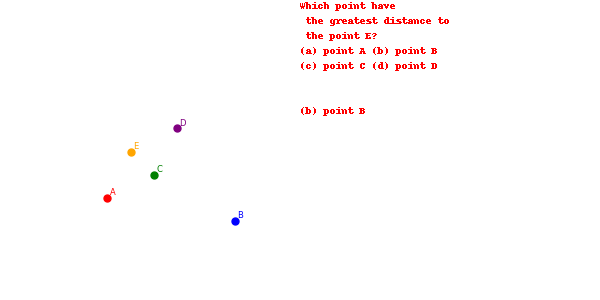 Which point have
the greatest distance to
the point E?
(a) point A (b) point B
(c) point C (d) point D
(b) point B
D
E
C
A
B